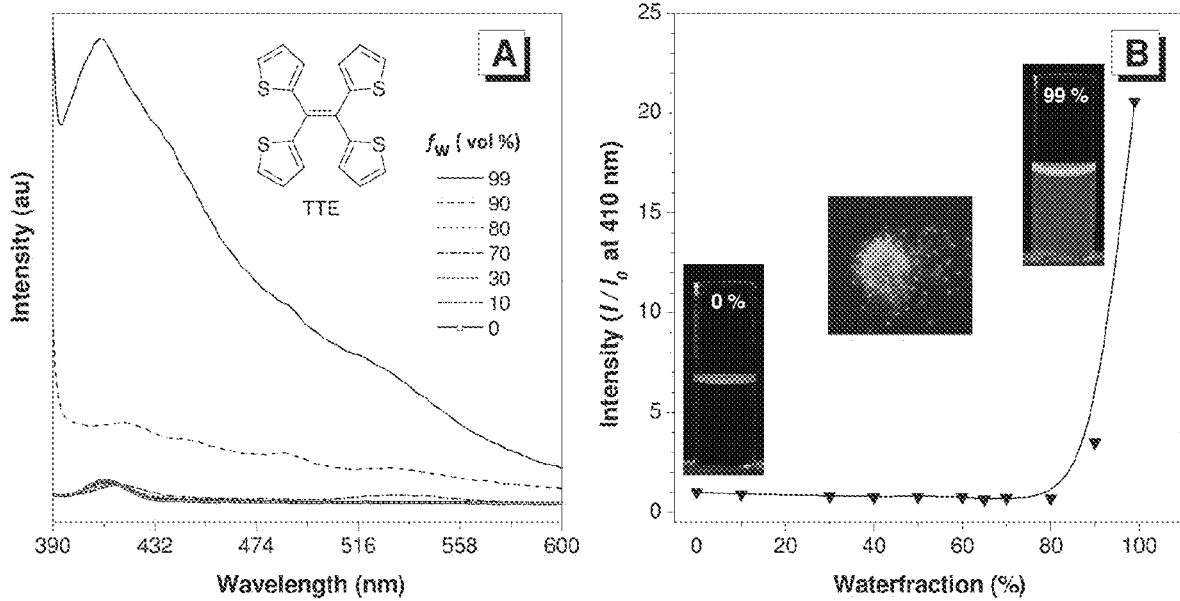 A
S
S
S
S
TTE
f_W (vol %)
99
90
80
70
30
10
0
Intensity (au)
390
432
474
516
558
600
Wavelength (nm)
B
25
20
15
10
5
0
Intensity (I / I_0 at 410 nm)
0 %
99 %
0
20
40
60
80
100
Waterfraction (%)